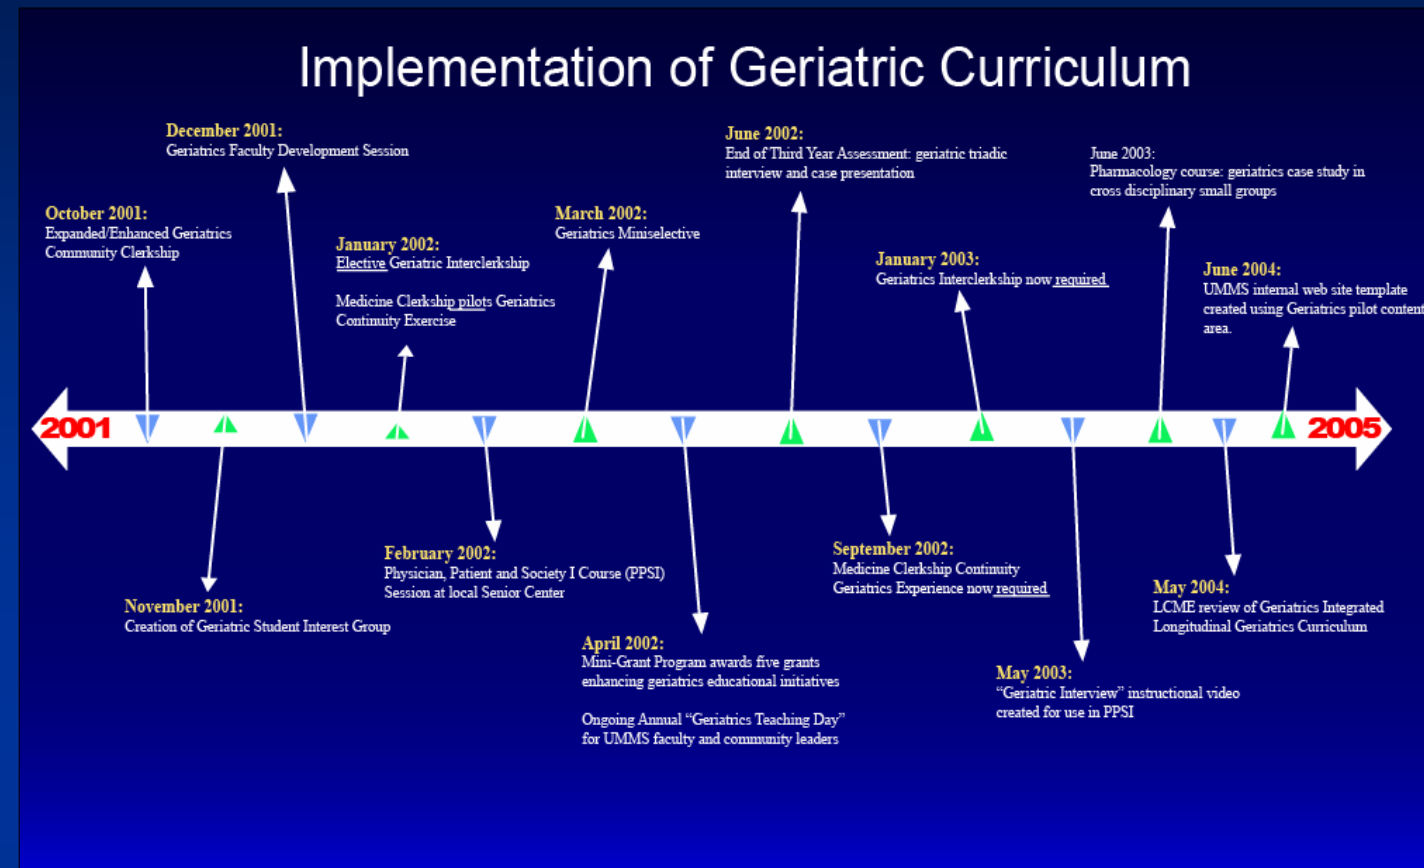 Implementation of Geriatric Curriculum
December 2001:
Geriatrics Faculty Development Session
June 2002:
End of Third Year Assessment: geriatric triadic
interview and case presentation
June 2003:
Pharmacology course: geriatrics case study in
cross disciplinary small groups
October 2001:
Expanded/Enhanced Geriatrics
Community Clerkship
January 2002:
Elective Geriatric Interclerkship
Medicine Clerkship pilots Geriatrics
Continuity Exercise
March 2002:
Geriatrics Miniselective
January 2003:
Geriatrics Interclerkship now required
June 2004:
UMMS internal web site template
created using Geriatrics pilot content
area.
2001
2005
November 2001:
Creation of Geriatric Student Interest Group
February 2002:
Physician, Patient and Society I Course (PPSI)
Session at local Senior Center
April 2002:
Mini-Grant Program awards five grants
enhancing geriatrics educational initiatives
Ongoing Annual “Geriatrics Teaching Day”
for UMMS faculty and community leaders
September 2002:
Medicine Clerkship Continuity
Geriatrics Experience now required
May 2003:
“Geriatric Interview” instructional video
created for use in PPSI
May 2004:
LCME review of Geriatrics Integrated
Longitudinal Geriatrics Curriculum